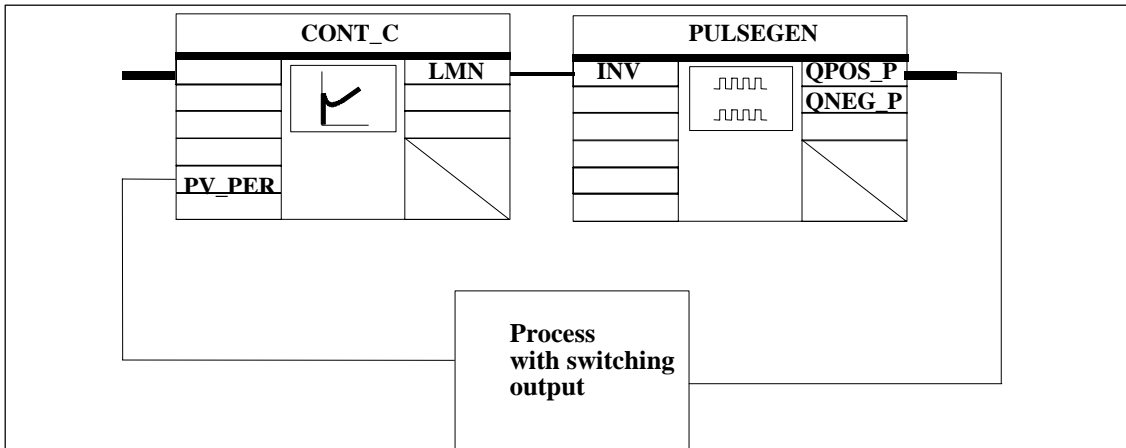 CONT_C
PULSEGEN
LMN
INV
QPOS_P
QNEG_P
PV_PER
Process
with switching
output